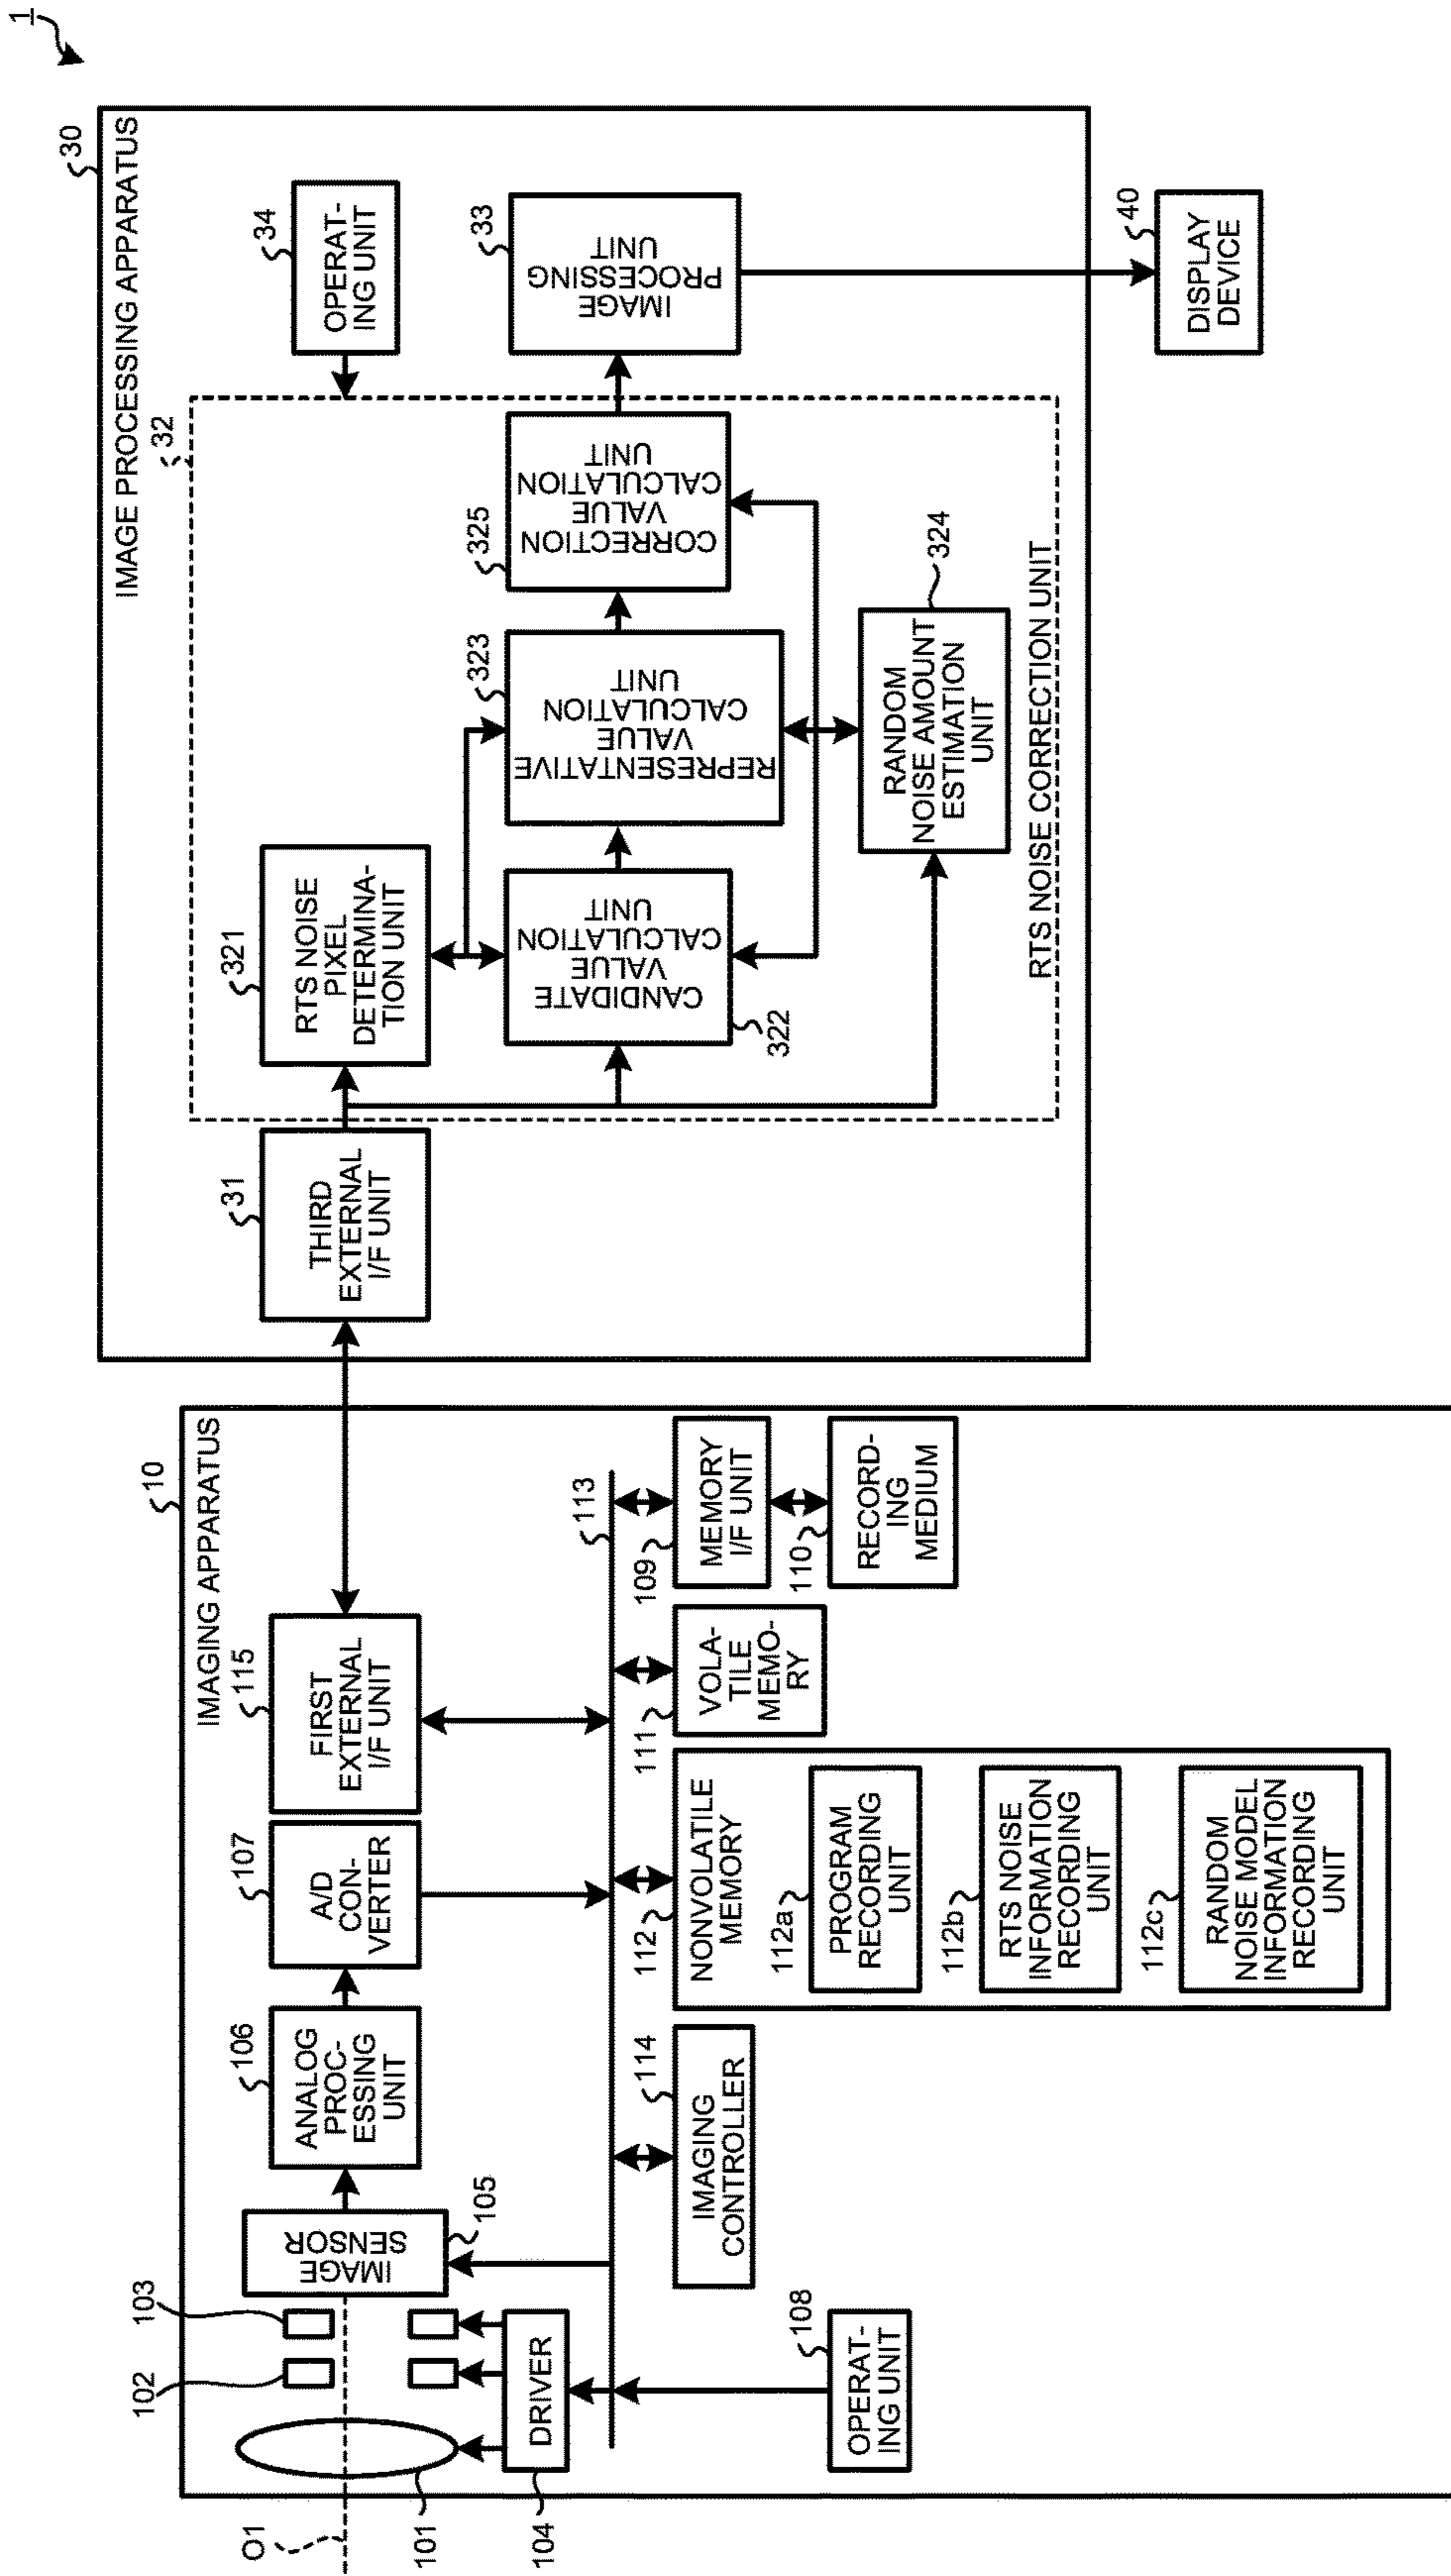 1
10
IMAGING APPARATUS
O1
101
102
103
104
DRIVER
IMAGE
SENSOR
105
106
ANALOG
PROC-
ESSING
UNIT
107
A/D
CON-
VERTER
115
FIRST
EXTERNAL
I/F UNIT
113
108
OPERAT-
ING UNIT
114
IMAGING
CONTROLLER
112
NONVOLATILE
MEMORY
112a
PROGRAM
RECORDING
UNIT
112b
RTS NOISE
INFORMATION
RECORDING
UNIT
112c
RANDOM
NOISE MODEL
INFORMATION
RECORDING
UNIT
111
VOLA-
TILE
MEMO-
RY
109
MEMORY
I/F UNIT
110
RECORD-
ING
MEDIUM
30
IMAGE PROCESSING APPARATUS
31
THIRD
EXTERNAL
I/F UNIT
32
321
RTS NOISE
PIXEL
DETERMINA-
TION UNIT
322
CANDIDATE
VALUE
CALCULATION
UNIT
323
REPRESENTATIVE
VALUE
CALCULATION
UNIT
325
CORRECTION
VALUE
CALCULATION
UNIT
324
RANDOM
NOISE AMOUNT
ESTIMATION
UNIT
RTS NOISE CORRECTION UNIT
34
OPERAT-
ING UNIT
33
IMAGE
PROCESSING
UNIT
40
DISPLAY
DEVICE